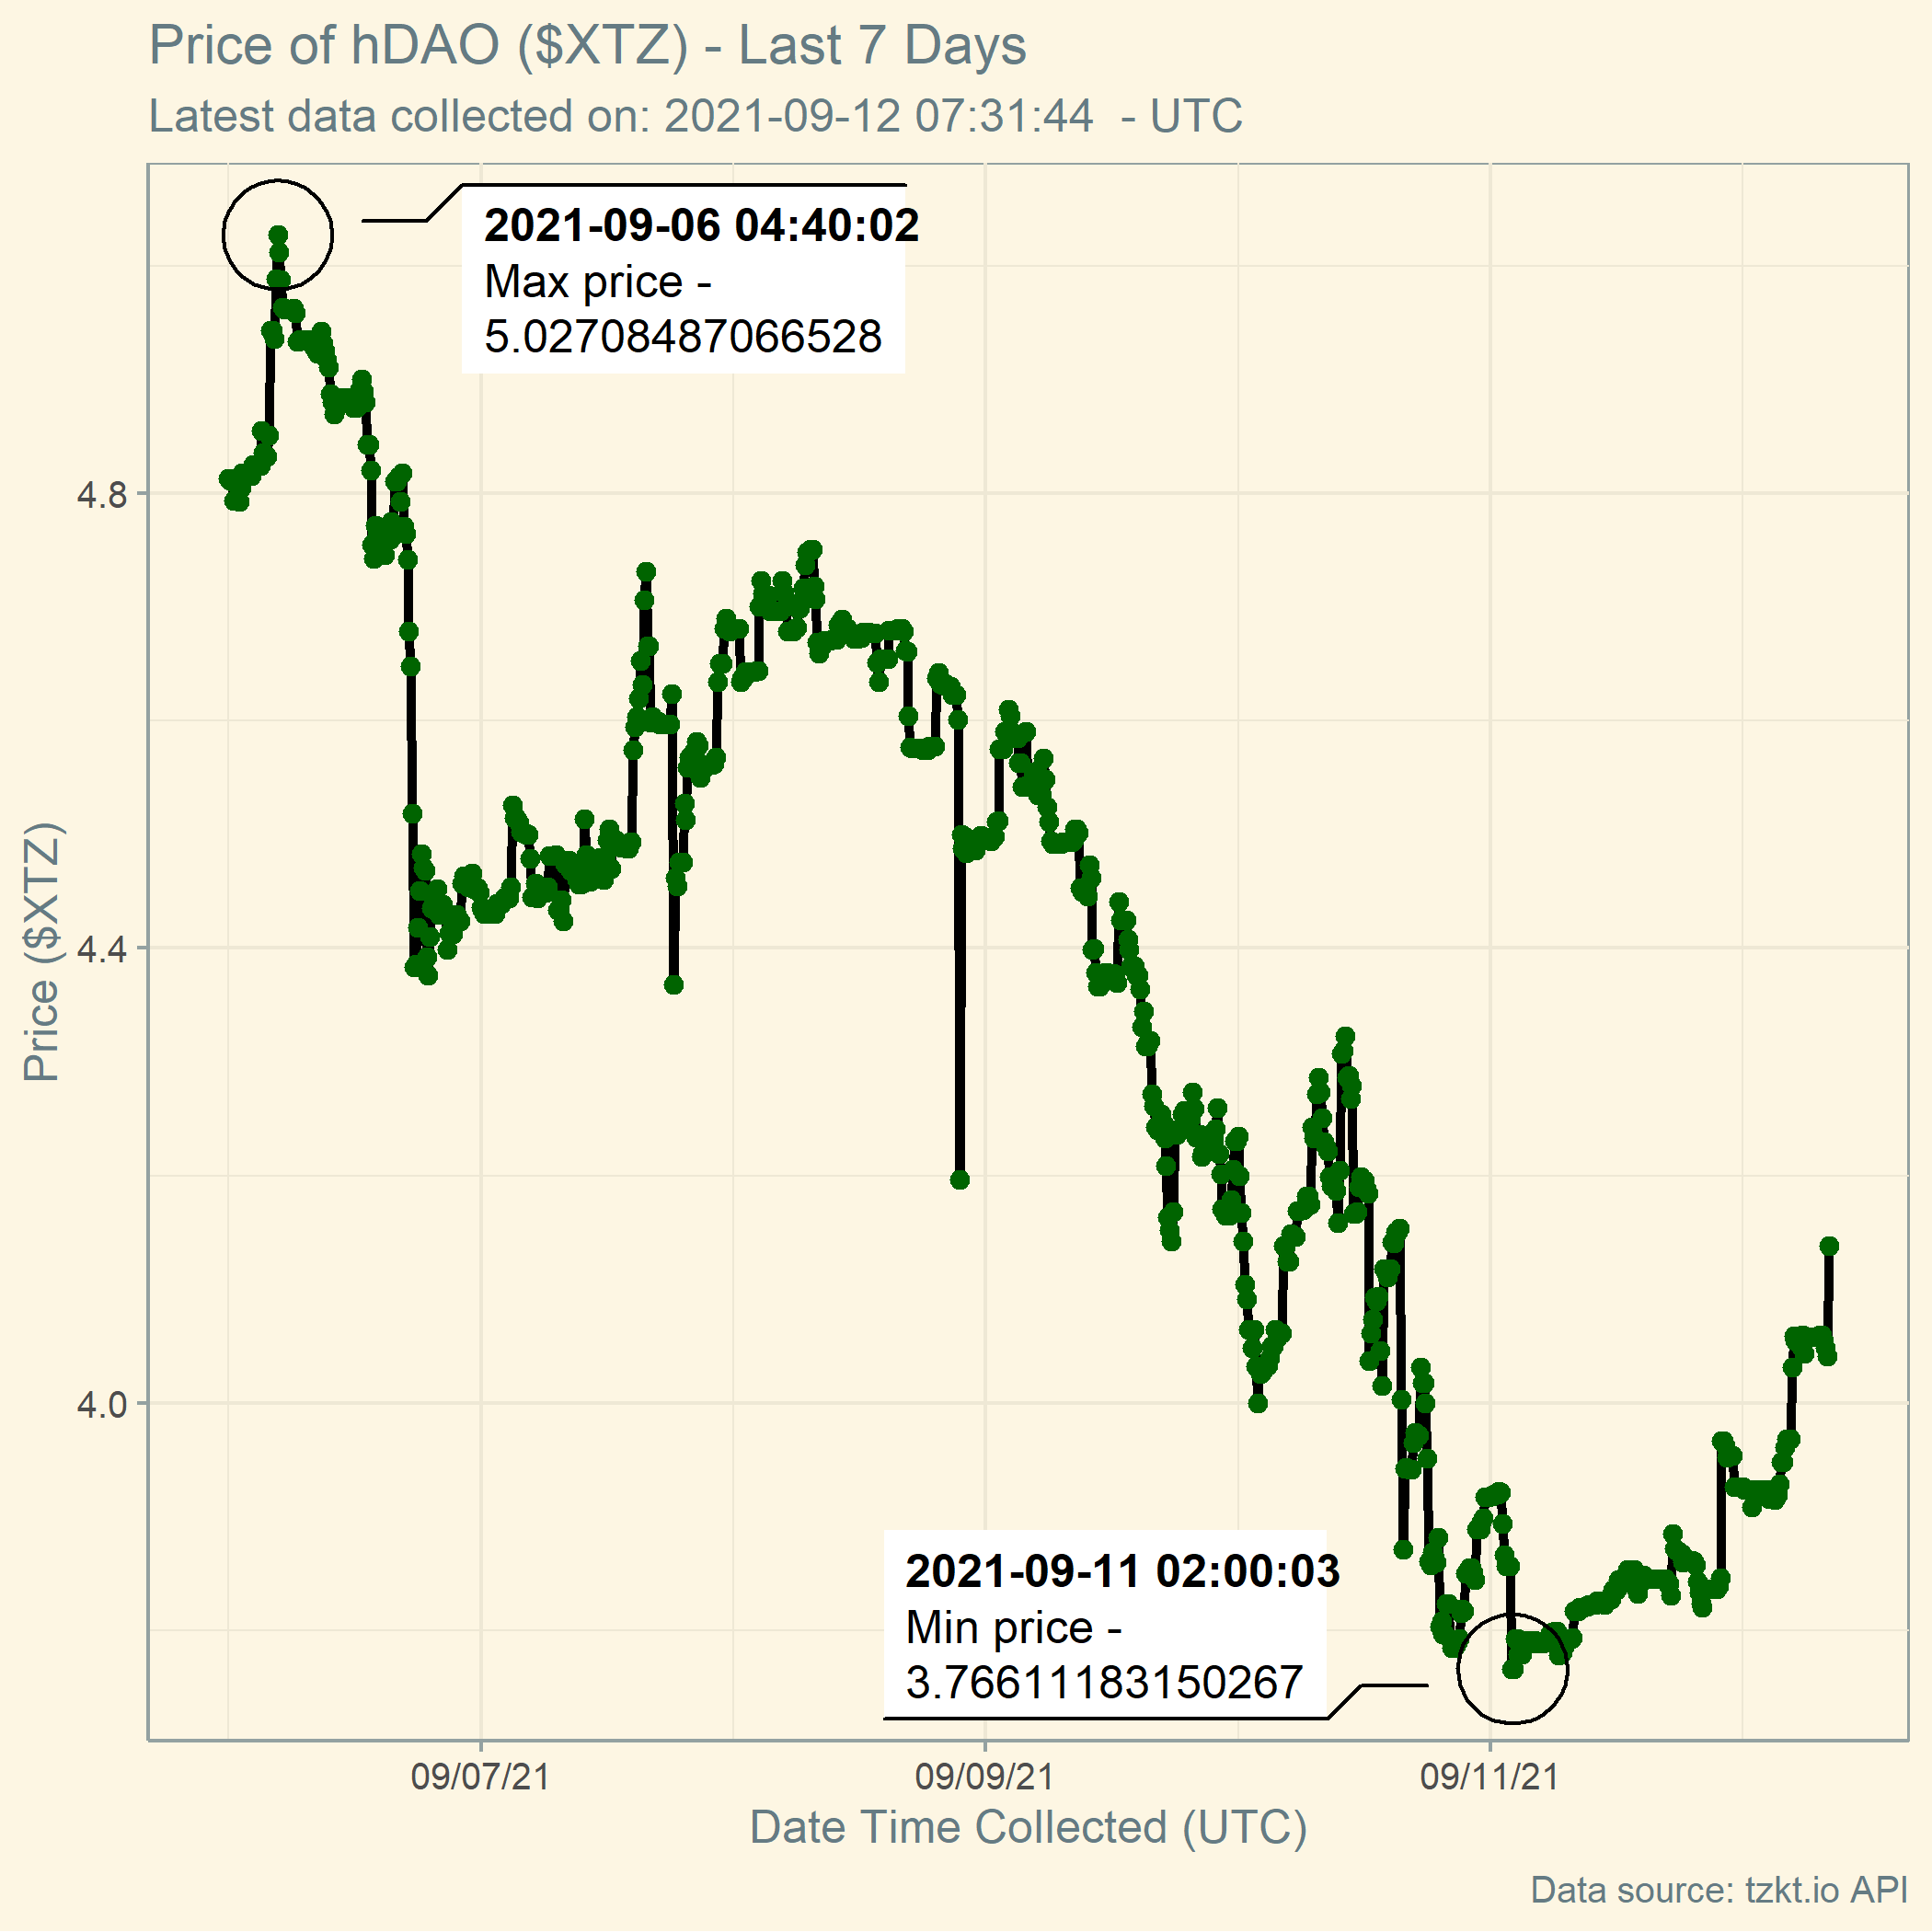 Price of hDAO ($XTZ) - Last 7 Days
Latest data collected on: 2021-09-12 07:31:44  - UTC
2021-09-06 04:40:02
Max price -
5.02708487066528
4.8
4.4
4.0
Price ($XTZ)
2021-09-11 02:00:03
Min price -
3.76611183150267
09/07/21
09/09/21
09/11/21
Date Time Collected (UTC)
Data source: tzkt.io API